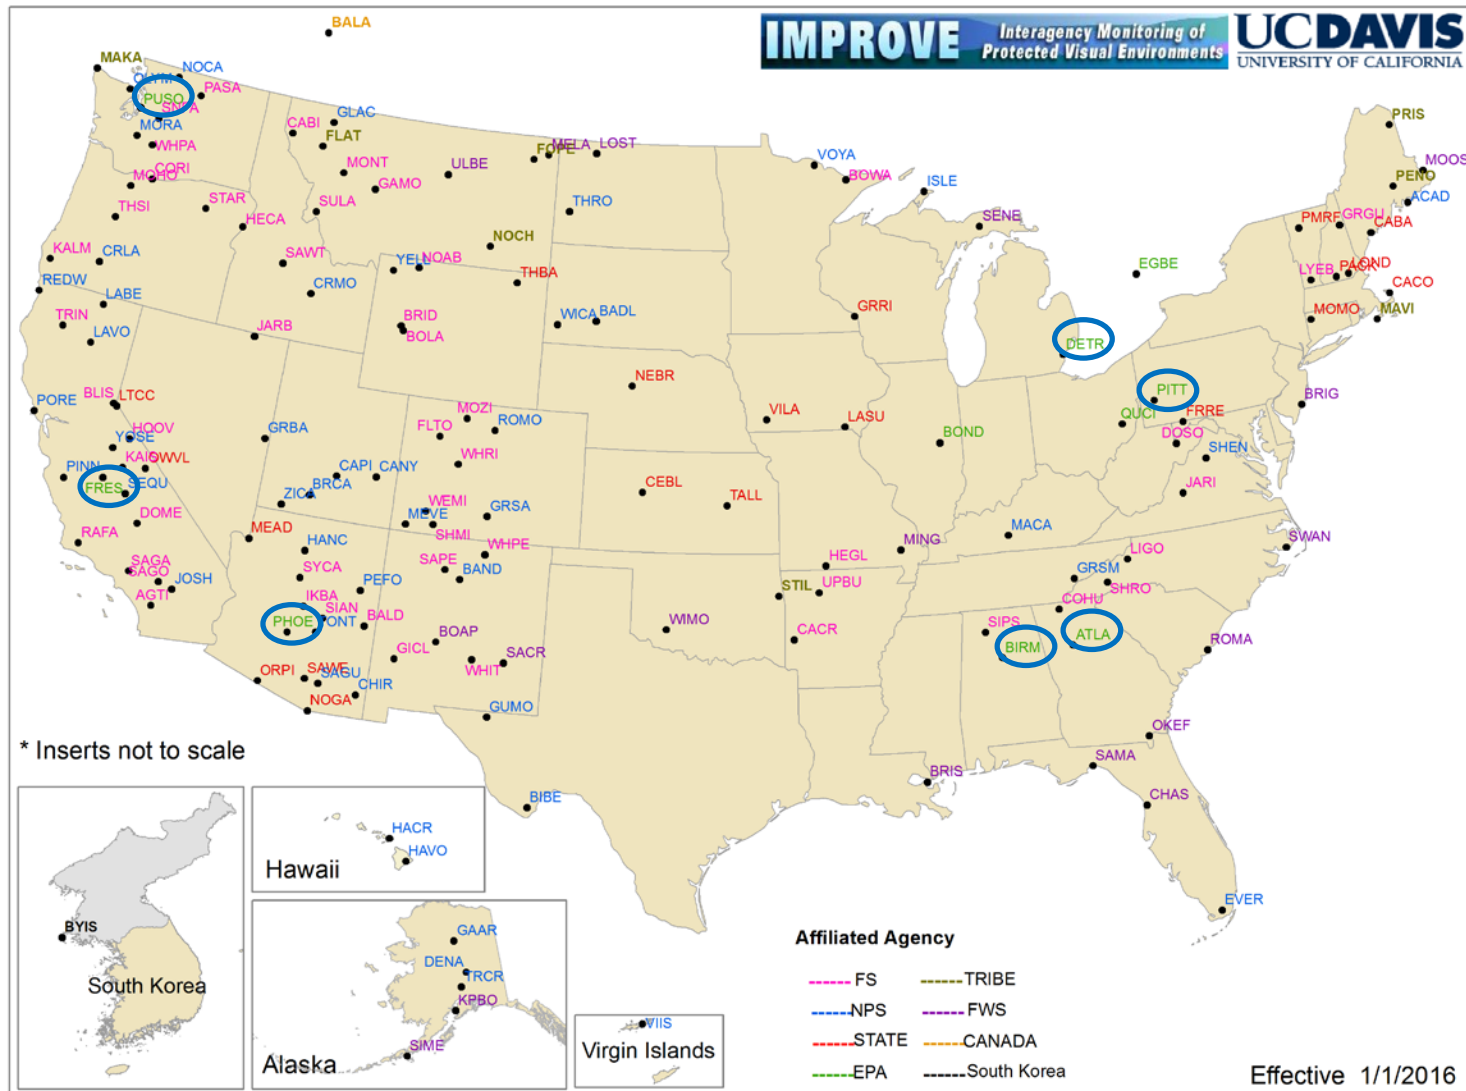 BALA
IMPROVE
Interagency Monitoring of
Protected Visual Environments
UCDAVIS
UNIVERSITY OF CALIFORNIA
MAKA
NOCA
OLYM
PASA
PUSO
SNPA
MORA
WHPA
CORI
MOHO
THSI
STAR
HECA
KALM
CRLA
REDW
LABE
TRIN
LAVO
GLAC
CABI
FLAT
MONT
GAMO
SULA
ULBE
FOPE
MELA
LOST
THRO
NOCH
SAWT
CRMO
YELL
NOAB
THBA
JARB
BRID
BOLA
WICA
BADL
VOYA
BOWA
ISLE
SENE
GRRI
EGBE
DETR
PRIS
MOOS
PENO
ACAD
PMRF
GRGU
CABA
LYEB
PACK
LOND
CACO
MOMO
MAVI
PITT
QUCI
FRRE
BRIG
DOSO
SHEN
JARI
PORE
BLIS
LTCC
HOOV
YOSE
KAIS
OWVL
PINN
FRES
SEQU
DOME
RAFA
SAGA
SAGO
JOSH
AGTI
GRBA
ZICA
BRCA
CAPI
CANY
MEAD
MOZI
FLTO
ROMO
WHRI
WEMI
MEVE
SHMI
GRSA
WHPE
SAPE
BAND
NEBR
VILA
LASU
BOND
CEBL
TALL
MACA
MING
HEGL
UPBU
STIL
WIMO
CACR
LIGO
GRSM
SHRO
COHU
SWAN
SIPS
BIRM
ATLA
ROMA
HANC
SYCA
PEFO
IKBA
SIAN
PHOE
TONT
BALD
ORPI
SAWE
SAGU
NOGA
CHIR
GICL
BOAP
WHIT
SACR
GUMO
BIBE
BRIS
OKEF
SAMA
CHAS
EVER
* Inserts not to scale
BYIS
South Korea
HACR
HAVO
Hawaii
GAAR
DENA
TRCR
KPBO
SIME
Alaska
VIIS
Virgin Islands
Affiliated Agency
FS
TRIBE
NPS
FWS
STATE
CANADA
EPA
South Korea
Effective 1/1/2016